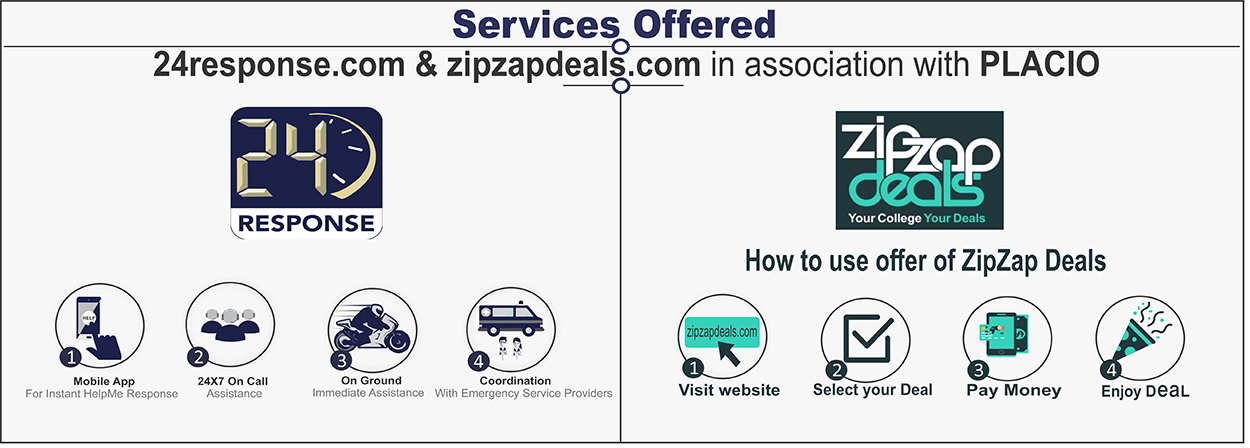 Services Offered
24response.com & zipzapdeals.com in association with PLACIO
24
RESPONSE
HELP
1
Mobile App
For Instant HelpMe Response
2
24X7 On Call
Assistance
3
On Ground
Immediate Assistance
4
Coordination
With Emergency Service Providers
zipzap
deals
Your College Your Deals
How to use offer of ZipZap Deals
zipzapdeals.com
1
Visit website
2
Select your Deal
3
Pay Money
4
Enjoy DeaL